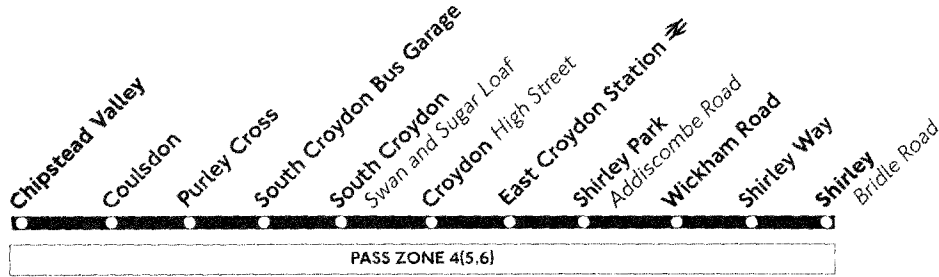 Chipstead Valley
Coulsdon
Purley Cross
South Croydon Bus Garage
South Croydon
Swan and Sugar Loaf
Croydon High Street
East Croydon Station
Shirley Park
Addiscombe Road
Wickham Road
Shirley Way
Shirley
Bridle Road
PASS ZONE 4(5,6)